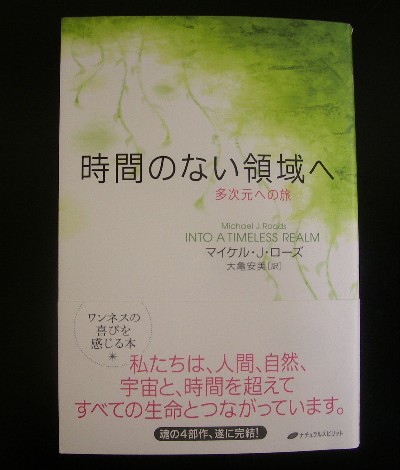 時間のない領域へ
多次元への旅
Michael J. Roads
INTO A TIMELESS REALM
マイケル・J・ローズ
大亀安美[訳]
ワンネスの
喜びを
感じる本
私たちは、人間、自然、
宇宙と、時間を超えて
すべての生命とつながっています。
魂の4部作、遂に完結!
ナチュラルスピリット